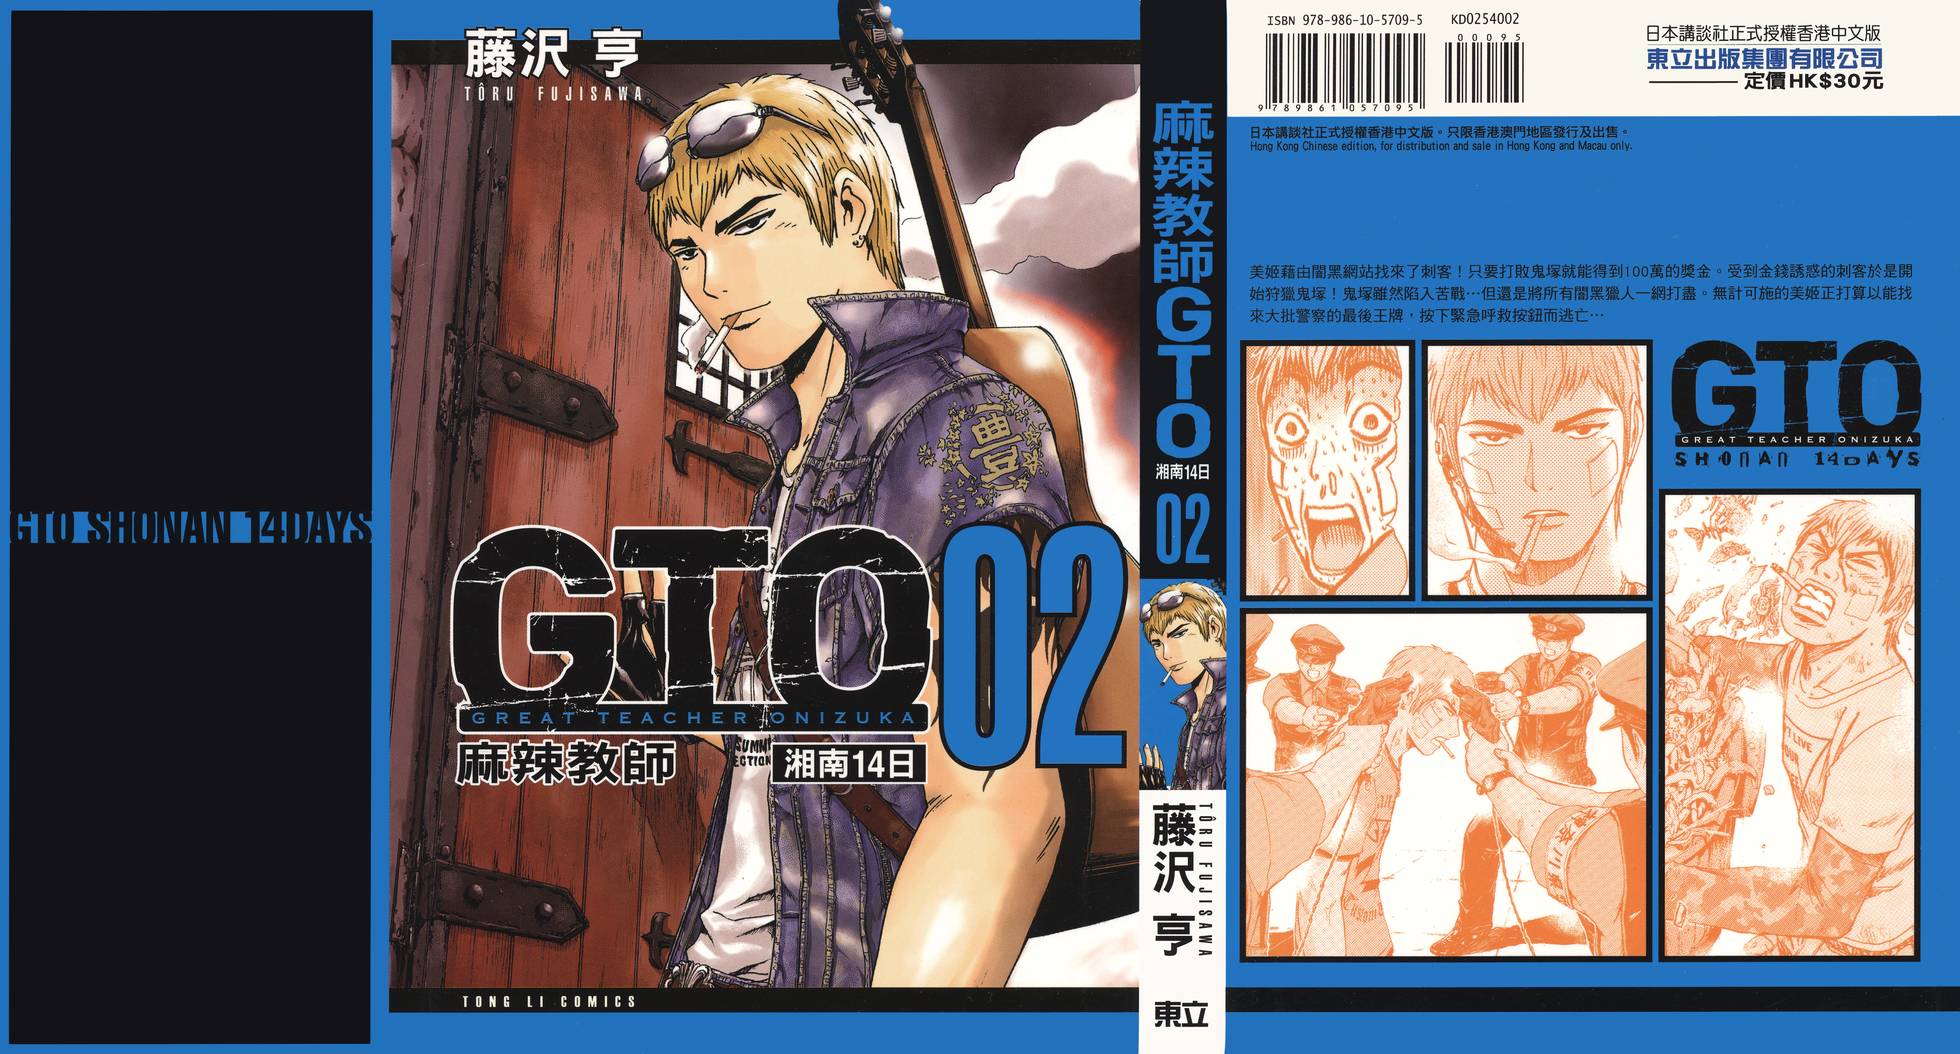 GTO SHONAN 14DAYS
藤沢 亨
TÔRU FUJISAWA
豊
GTO
02
GREAT TEACHER ONIZUKA
麻辣教師
湘南14日
TONG LI COMICS
麻辣教師GTO
湘南14日
02
藤沢 亨
TÔRU FUJISAWA
東立
ISBN 978-986-10-5709-5
KD0254002
00095
9 789861 057095
日本講談社正式授權香港中文版
東立出版集團有限公司
定價HK$30元
日本講談社正式授權香港中文版。只限香港澳門地區發行及出售。
Hong Kong Chinese edition, for distribution and sale in Hong Kong and Macau only.
美姬藉由闇黑網站找來了刺客！只要打敗鬼塚就能得到100萬的獎金。受到金錢誘惑的刺客於是開
始狩獵鬼塚！鬼塚雖然陷入苦戰…但還是將所有闇黑獵人一網打盡。無計可施的美姬正打算以能找
來大批警察的最後王牌，按下緊急呼救按鈕而逃亡…
GTO
GREAT TEACHER ONIZUKA
SHONAN 14DAYS